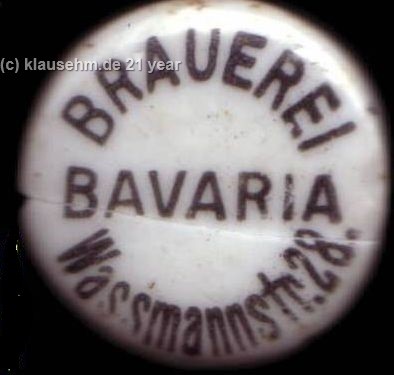 (c) klausehm.de 21 year
BRAUEREI
BAVARIA
Wassmannstr. 28.